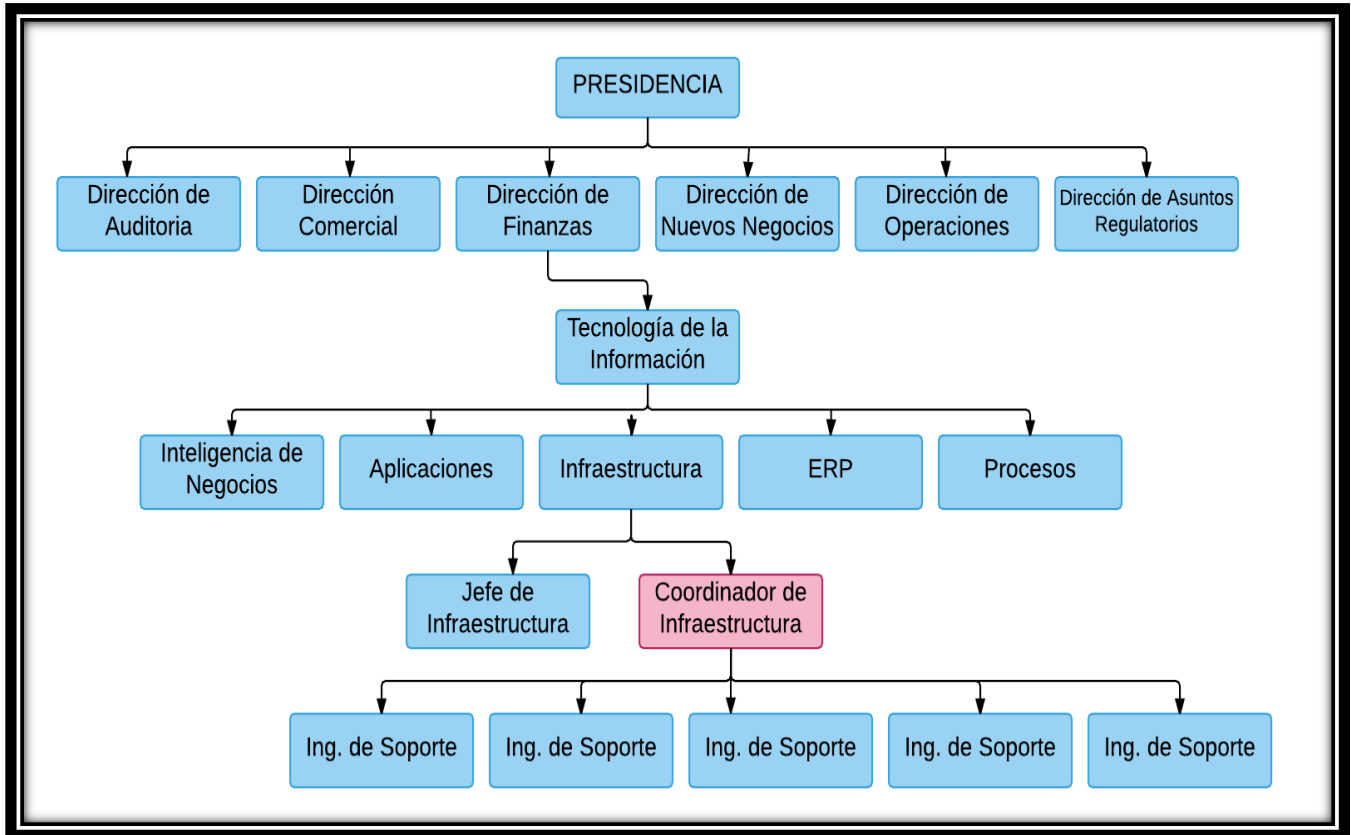 PRESIDENCIA
Dirección de
Auditoria
Dirección
Comercial
Dirección de
Finanzas
Dirección de
Nuevos Negocios
Dirección de
Operaciones
Dirección de Asuntos
Regulatorios
Tecnología de la
Información
Inteligencia de
Negocios
Aplicaciones
Infraestructura
ERP
Procesos
Jefe de
Infraestructura
Coordinador de
Infraestructura
Ing. de Soporte
Ing. de Soporte
Ing. de Soporte
Ing. de Soporte
Ing. de Soporte